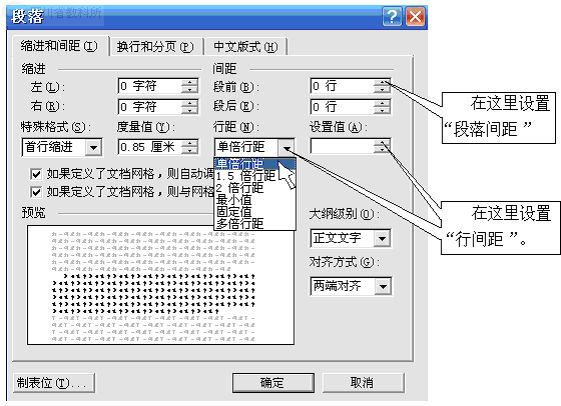 段落
缩进和间距(I) 换行和分页(P) 中文版式(H)
缩进 间距
左(L): 0 字符 段前(B): 0 行
右(R): 0 字符 段后(E): 0 行
特殊格式(S): 度量值(Y): 行距(N): 设置值(A):
首行缩进 0.85 厘米 单倍行距
单倍行距
1.5 倍行距
2 倍行距
最小值
固定值
多倍行距
如果定义了文档网格，则自动调
如果定义了文档网格，则与网格
预览 大纲级别(O):
正文文字
对齐方式(G):
两端对齐
制表位(T)... 确定 取消
在这里设置
“段落间距 ”
在这里设置
“行间距 ”。